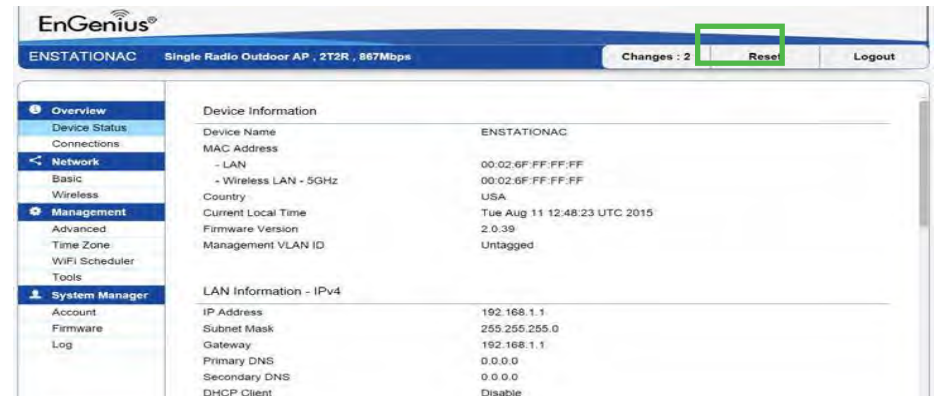 EnGenius®
ENSTATIONAC Single Radio Outdoor AP , 2T2R , 867Mbps Changes : 2 Reset Logout
Overview
Device Status
Connections
Network
Basic
Wireless
Management
Advanced
Time Zone
WiFi Scheduler
Tools
System Manager
Account
Firmware
Log
Device Information
Device Name ENSTATIONAC
MAC Address
- LAN 00:02:6F:FF:FF:FF
- Wireless LAN - 5GHz 00:02:6F:FF:FF:FF
Country USA
Current Local Time Tue Aug 11 12:48:23 UTC 2015
Firmware Version 2.0.39
Management VLAN ID Untagged
LAN Information - IPv4
IP Address 192.168.1.1
Subnet Mask 255.255.255.0
Gateway 192.168.1.1
Primary DNS 0.0.0.0
Secondary DNS 0.0.0.0
DHCP Client Disable